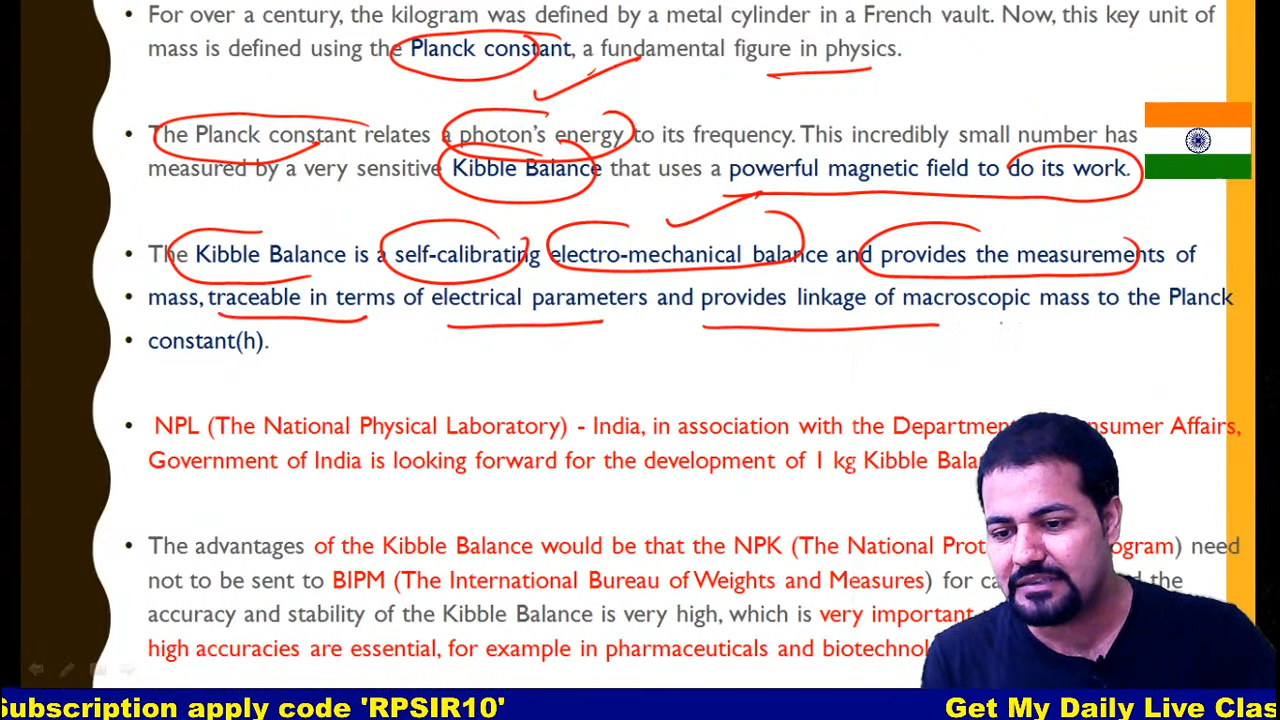 • For over a century, the kilogram was defined by a metal cylinder in a French vault. Now, this key unit of
mass is defined using the Planck constant, a fundamental figure in physics.
• The Planck constant relates a photon's energy to its frequency. This incredibly small number has
measured by a very sensitive Kibble Balance that uses a powerful magnetic field to do its work.
• The Kibble Balance is a self-calibrating electro-mechanical balance and provides the measurements of
• mass, traceable in terms of electrical parameters and provides linkage of macroscopic mass to the Planck
• constant(h).
• NPL (The National Physical Laboratory) - India, in association with the Department Affairs,
Government of India is looking forward for the development of 1 kg Kibble
• The advantages of the Kibble Balance would be that the NPK (The National need
not to be sent to BIPM (The International Bureau of Weights and Measures) for the
accuracy and stability of the Kibble Balance is very high, which is very important
high accuracies are essential, for example in pharmaceuticals and
Subscription apply code 'RPSIR10' Get My Daily Live